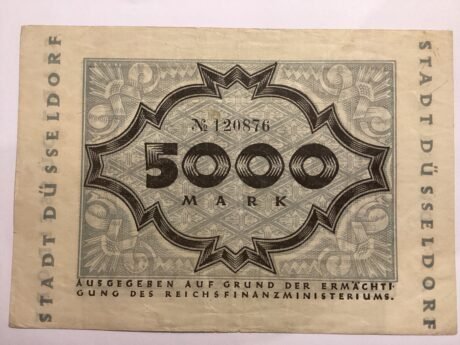 STADT DÜSSELDORF
№ 120876
5000
MARK
AUSGEGEBEN AUF GRUND DER ERMÄCHTI-
GUNG DES REICHSFINANZMINISTERIUMS.
STADT DÜSSELDORF